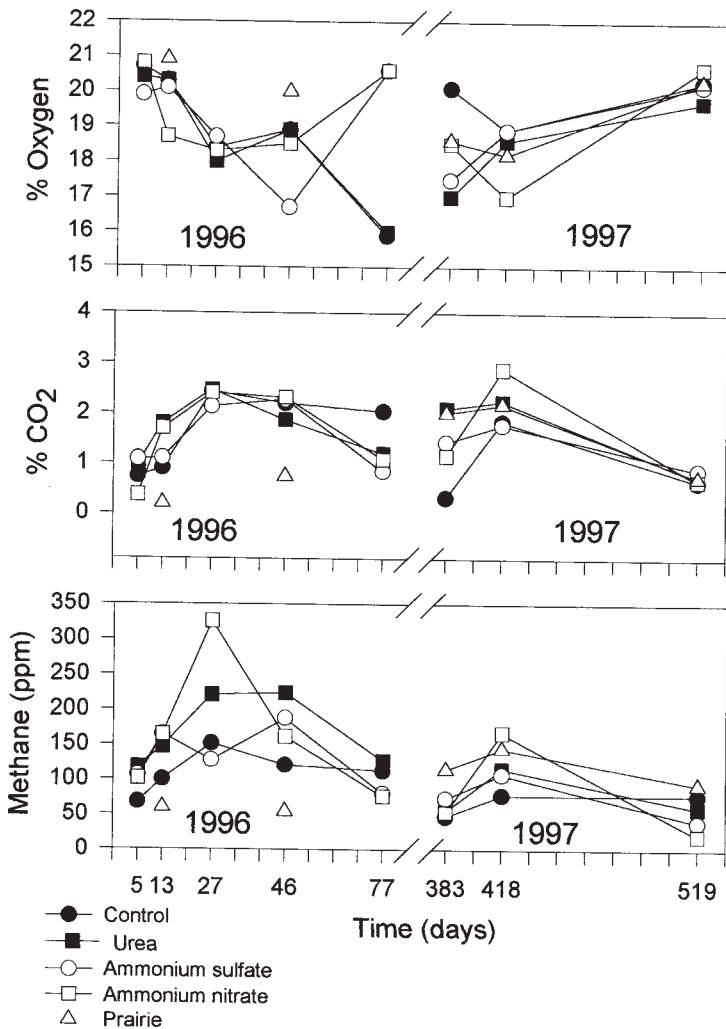 % Oxygen
21
20
19
18
17
16
15
22
1996
1997
% CO2
4
3
2
1
0
1996
1997
Methane (ppm)
350
300
250
200
150
100
50
0
1996
1997
5 13 27 46 77 383 418 519
Time (days)
Control
Urea
Ammonium sulfate
Ammonium nitrate
Prairie